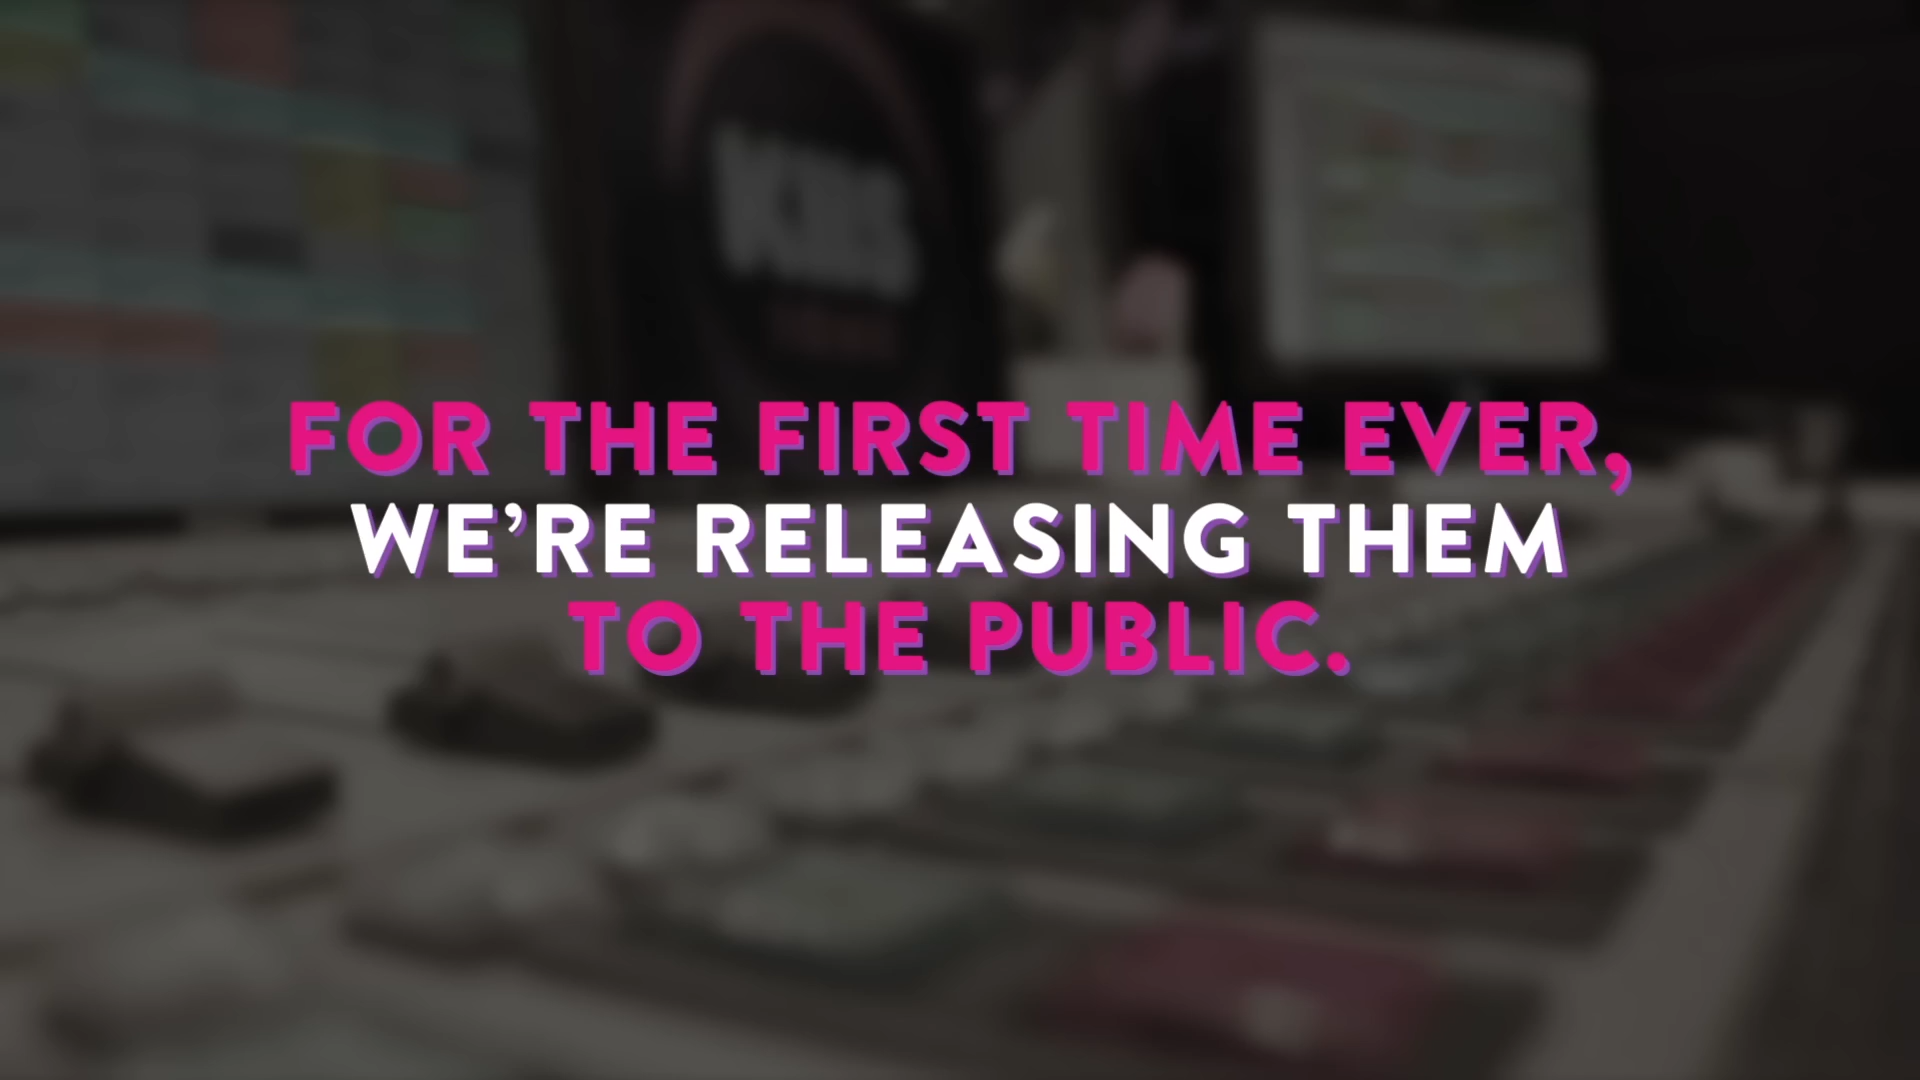 FOR THE FIRST TIME EVER,
WE’RE RELEASING THEM
TO THE PUBLIC.